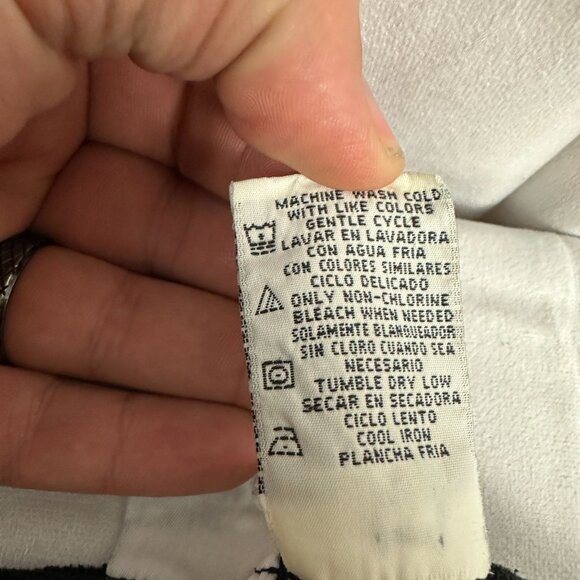 MACHINE WASH COLD
WITH LIKE COLORS
GENTLE CYCLE
LAVAR EN LAVADORA
CON AGUA FRIA
CON COLORES SIMILARES
CICLO DELICADO
ONLY NON-CHLORINE
BLEACH WHEN NEEDED
SOLAMENTE BLANQUEADOR
SIN CLORO CUANDO SEA
NECESARIO
TUMBLE DRY LOW
SECAR EN SECADORA
CICLO LENTO
COOL IRON
PLANCHA FRIA